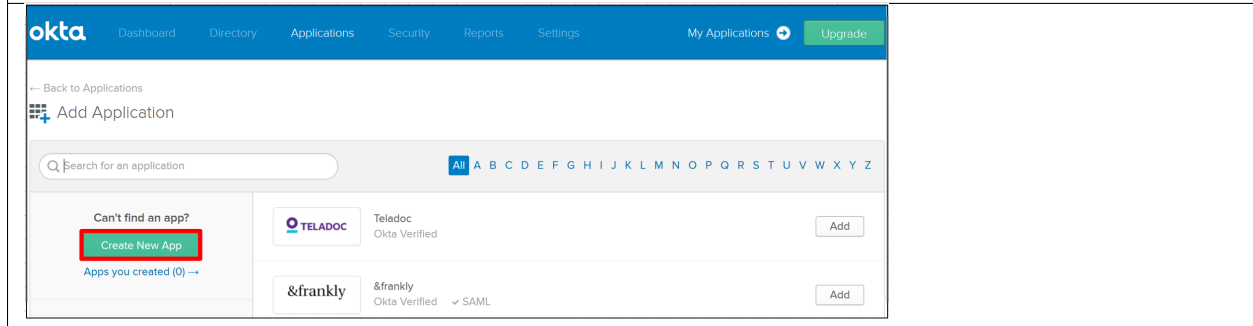 okta Dashboard Directory Applications Security Reports Settings My Applications Upgrade
← Back to Applications
Add Application
Search for an application
All A B C D E F G H I J K L M N O P Q R S T U V W X Y Z
Can't find an app?
Create New App
Apps you created (0) →
TELADOC
Teladoc
Okta Verified
Add
&frankly
&frankly
Okta Verified ✓ SAML
Add